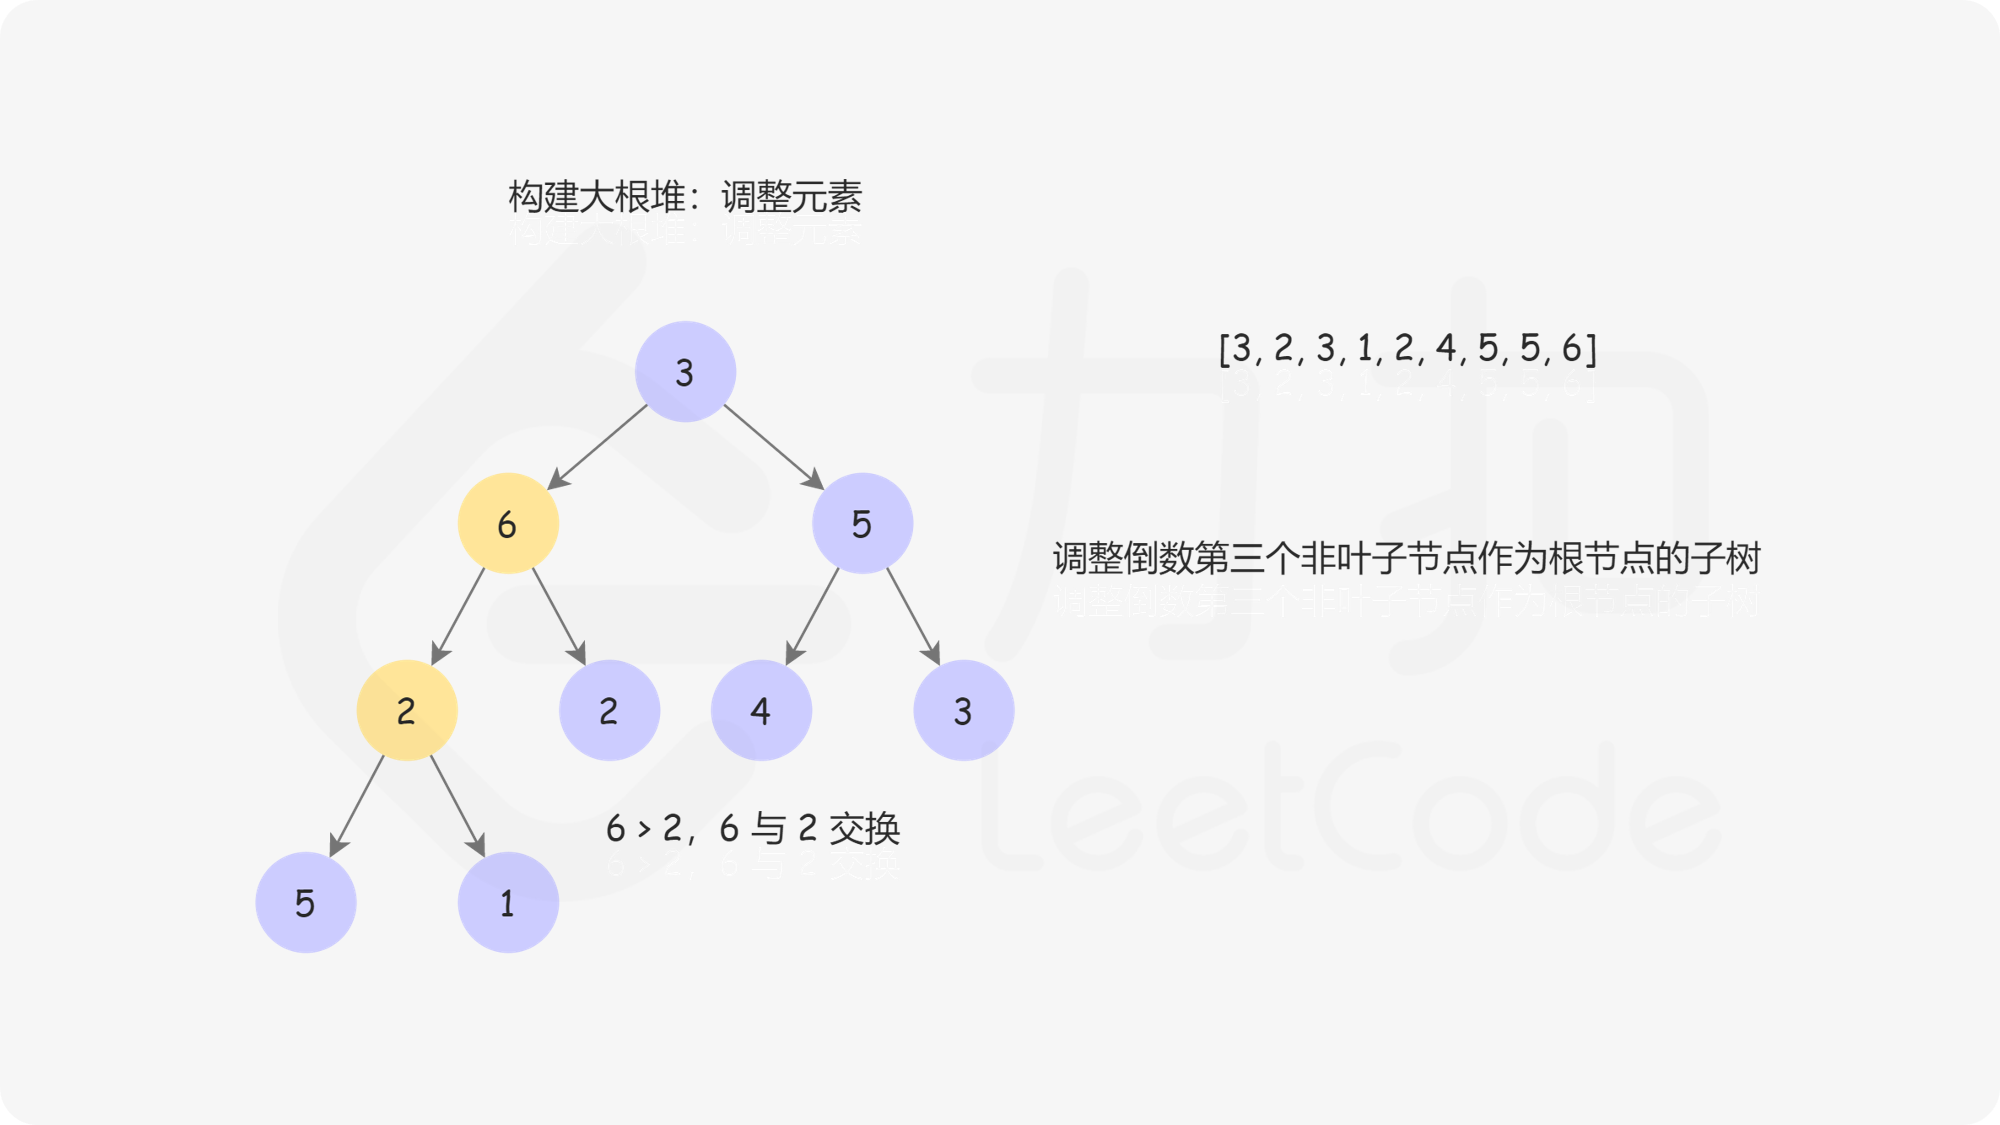 构建大根堆：调整元素
[3, 2, 3, 1, 2, 4, 5, 5, 6]
3
6
5
调整倒数第三个非叶子节点作为根节点的子树
2
2
4
3
6 > 2，6 与 2 交换
5
1
力扣
LeetCode